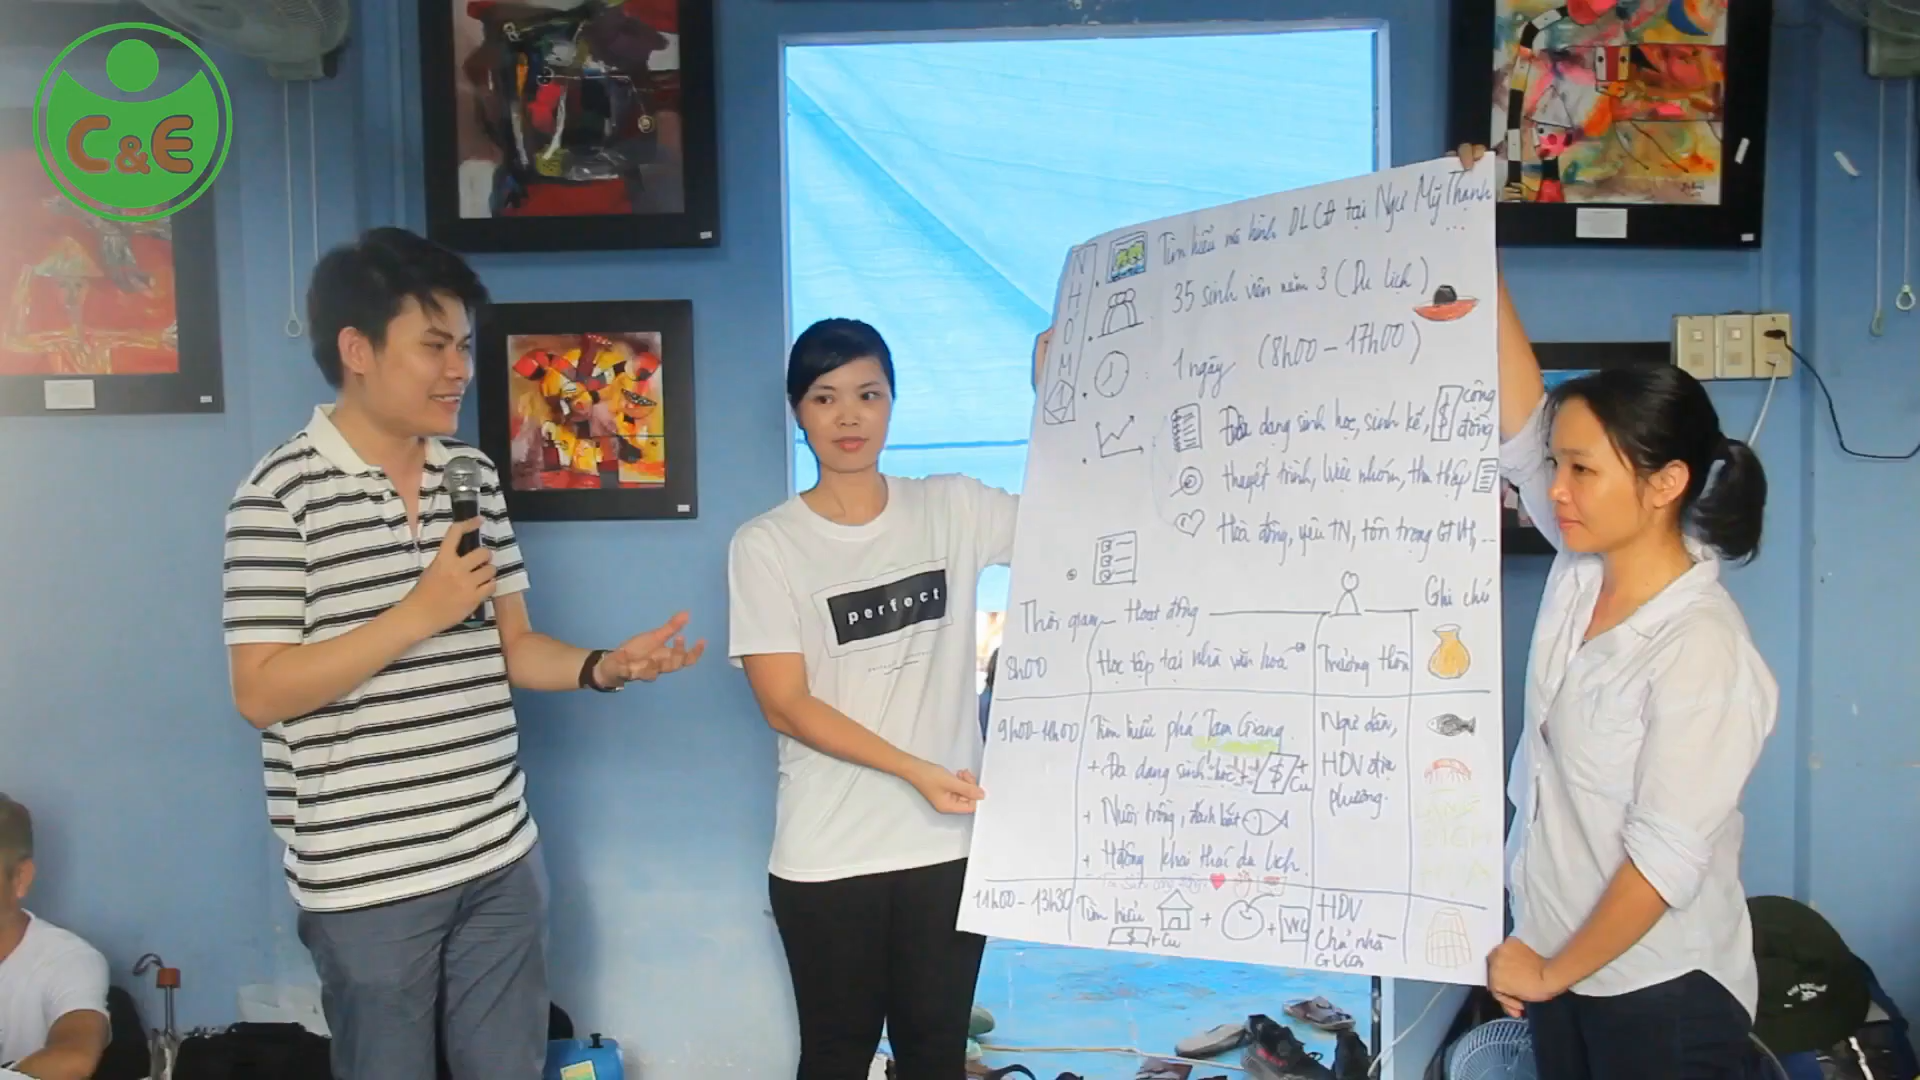 C&E
NHÓM 1
Tìm hiểu mô hình DLCĐ tại Ngư Mỹ Thạnh ...
35 sinh viên năm 3 (Du lịch)
1 ngày (8h00 - 17h00)
Đa dạng sinh học, sinh kế, $ cộng đồng
thuyết trình, việc nhóm, thu thập
Hòa đồng, yêu TN, tôn trọng GTVH, ...
Thời gian Hoạt động Ghi chú
8h00 Học tập tại nhà văn hoá Trưởng thôn
9h00-11h00 Tìm hiểu phá Tam Giang Ngư dân,
+ Đa dạng sinh học + $ + Cu HDV địa
+ Nuôi trồng, đánh bắt phương.
+ Hđộng khai thác du lịch.
11h00 - 13h30 Tìm hiểu + + WC HDV
$ + Cu Chủ nhà
perfect